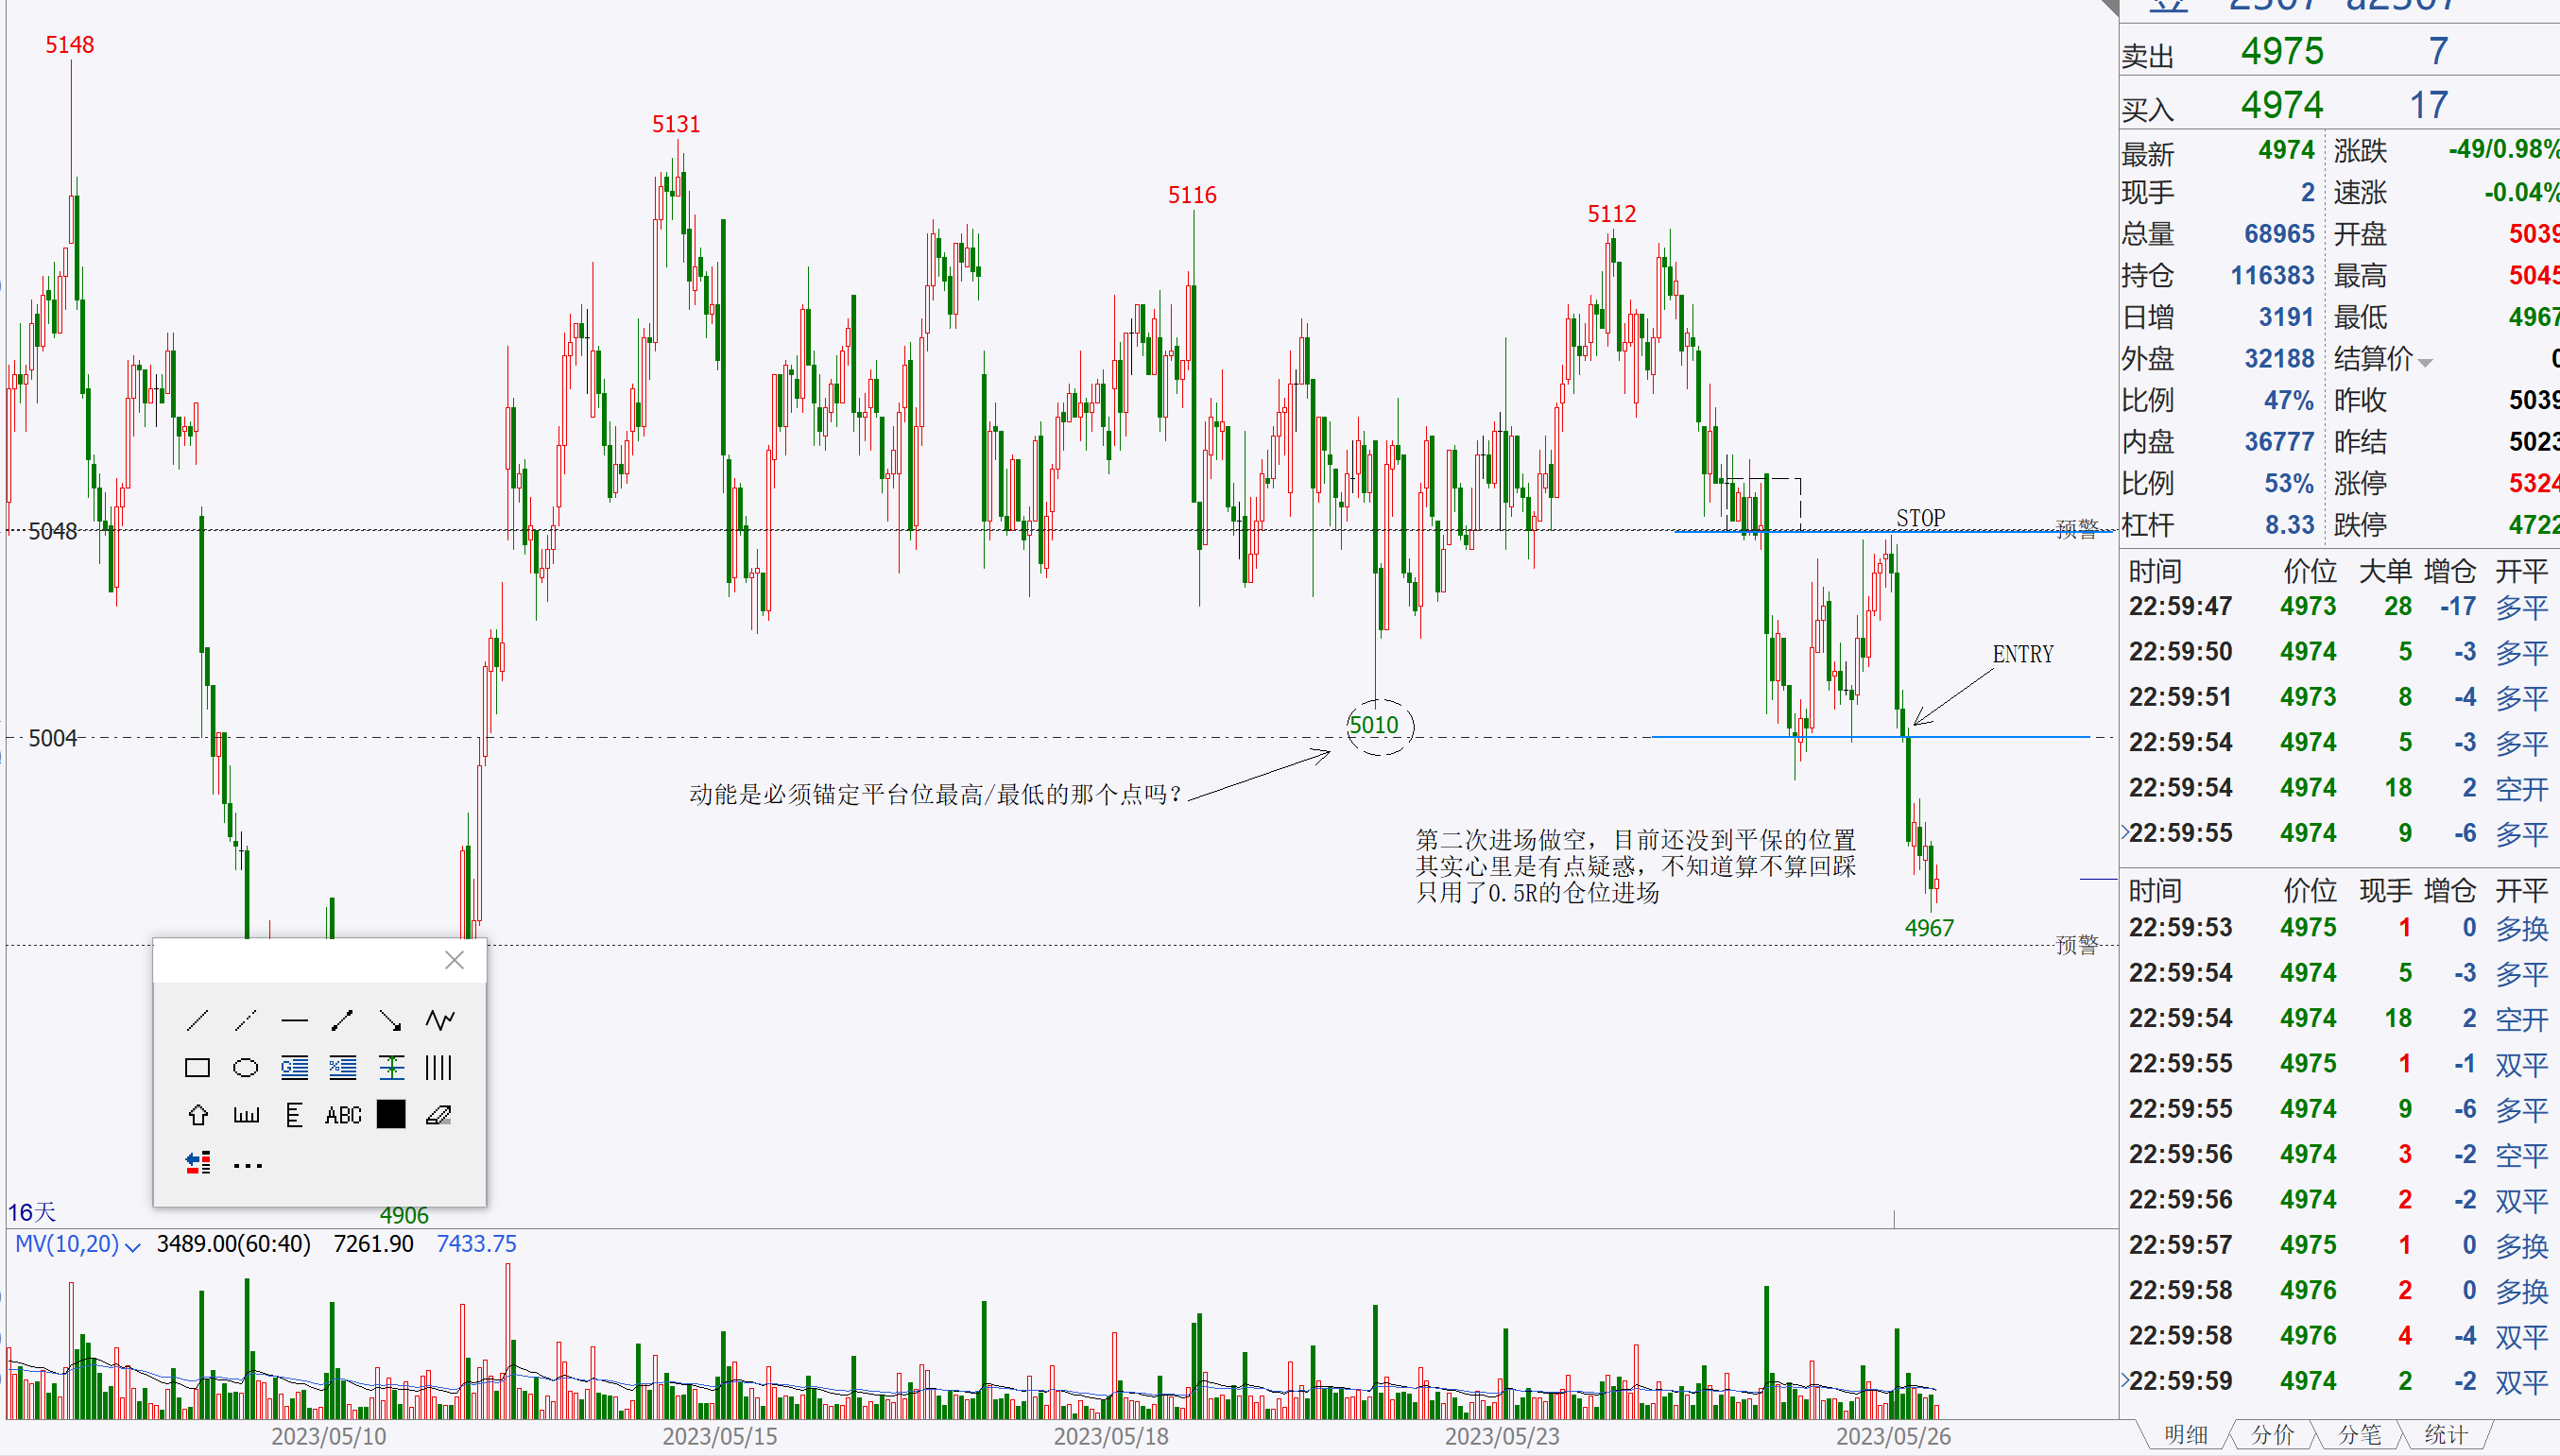 5148
5131
5116
5112
5048
STOP
预警
ENTRY
5010
5004
动能是必须锚定平台位最高/最低的那个点吗?
第二次进场做空，目前还没到平保的位置
其实心里是有点疑惑，不知道算不算回踩
只用了0.5R的仓位进场
4967
预警
ABC
16天
4906
MV(10,20) 3489.00(60:40) 7261.90 7433.75
2023/05/10 2023/05/15 2023/05/18 2023/05/23 2023/05/26
卖出 4975 7
买入 4974 17
最新 4974 涨跌 -49/0.98%
现手 2 速涨 -0.04%
总量 68965 开盘 5039
持仓 116383 最高 5045
日增 3191 最低 4967
外盘 32188 结算价 0
比例 47% 昨收 5039
内盘 36777 昨结 5023
比例 53% 涨停 5324
杠杆 8.33 跌停 4722
时间 价位 大单 增仓 开平
22:59:47 4973 28 -17 多平
22:59:50 4974 5 -3 多平
22:59:51 4973 8 -4 多平
22:59:54 4974 5 -3 多平
22:59:54 4974 18 2 空开
22:59:55 4974 9 -6 多平
时间 价位 现手 增仓 开平
22:59:53 4975 1 0 多换
22:59:54 4974 5 -3 多平
22:59:54 4974 18 2 空开
22:59:55 4975 1 -1 双平
22:59:55 4974 9 -6 多平
22:59:56 4974 3 -2 空平
22:59:56 4974 2 -2 双平
22:59:57 4975 1 0 多换
22:59:58 4976 2 0 多换
22:59:58 4976 4 -4 双平
22:59:59 4974 2 -2 双平
明细 分价 分笔 统计